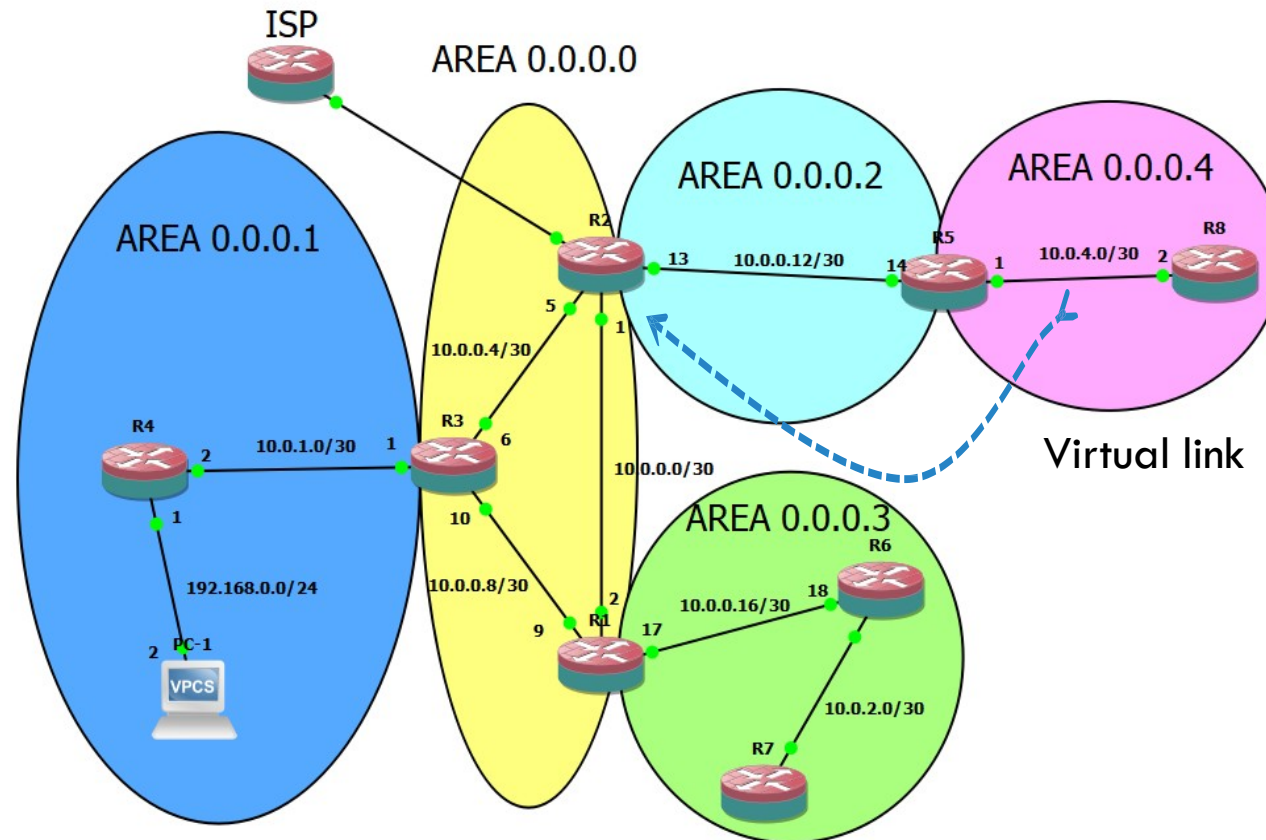 ISP
AREA 0.0.0.0
AREA 0.0.0.1
AREA 0.0.0.2
AREA 0.0.0.4
R2
R5
R8
13
10.0.0.12/30
14
1
10.0.4.0/30
2
5
1
10.0.0.4/30
R3
6
R4
2
10.0.1.0/30
1
10.0.0.0/30
Virtual link
1
10
AREA 0.0.0.3
R6
192.168.0.0/24
10.0.0.8/30
2
9
R1
17
10.0.0.16/30
18
2
PC-1
VPCS
10.0.2.0/30
R7